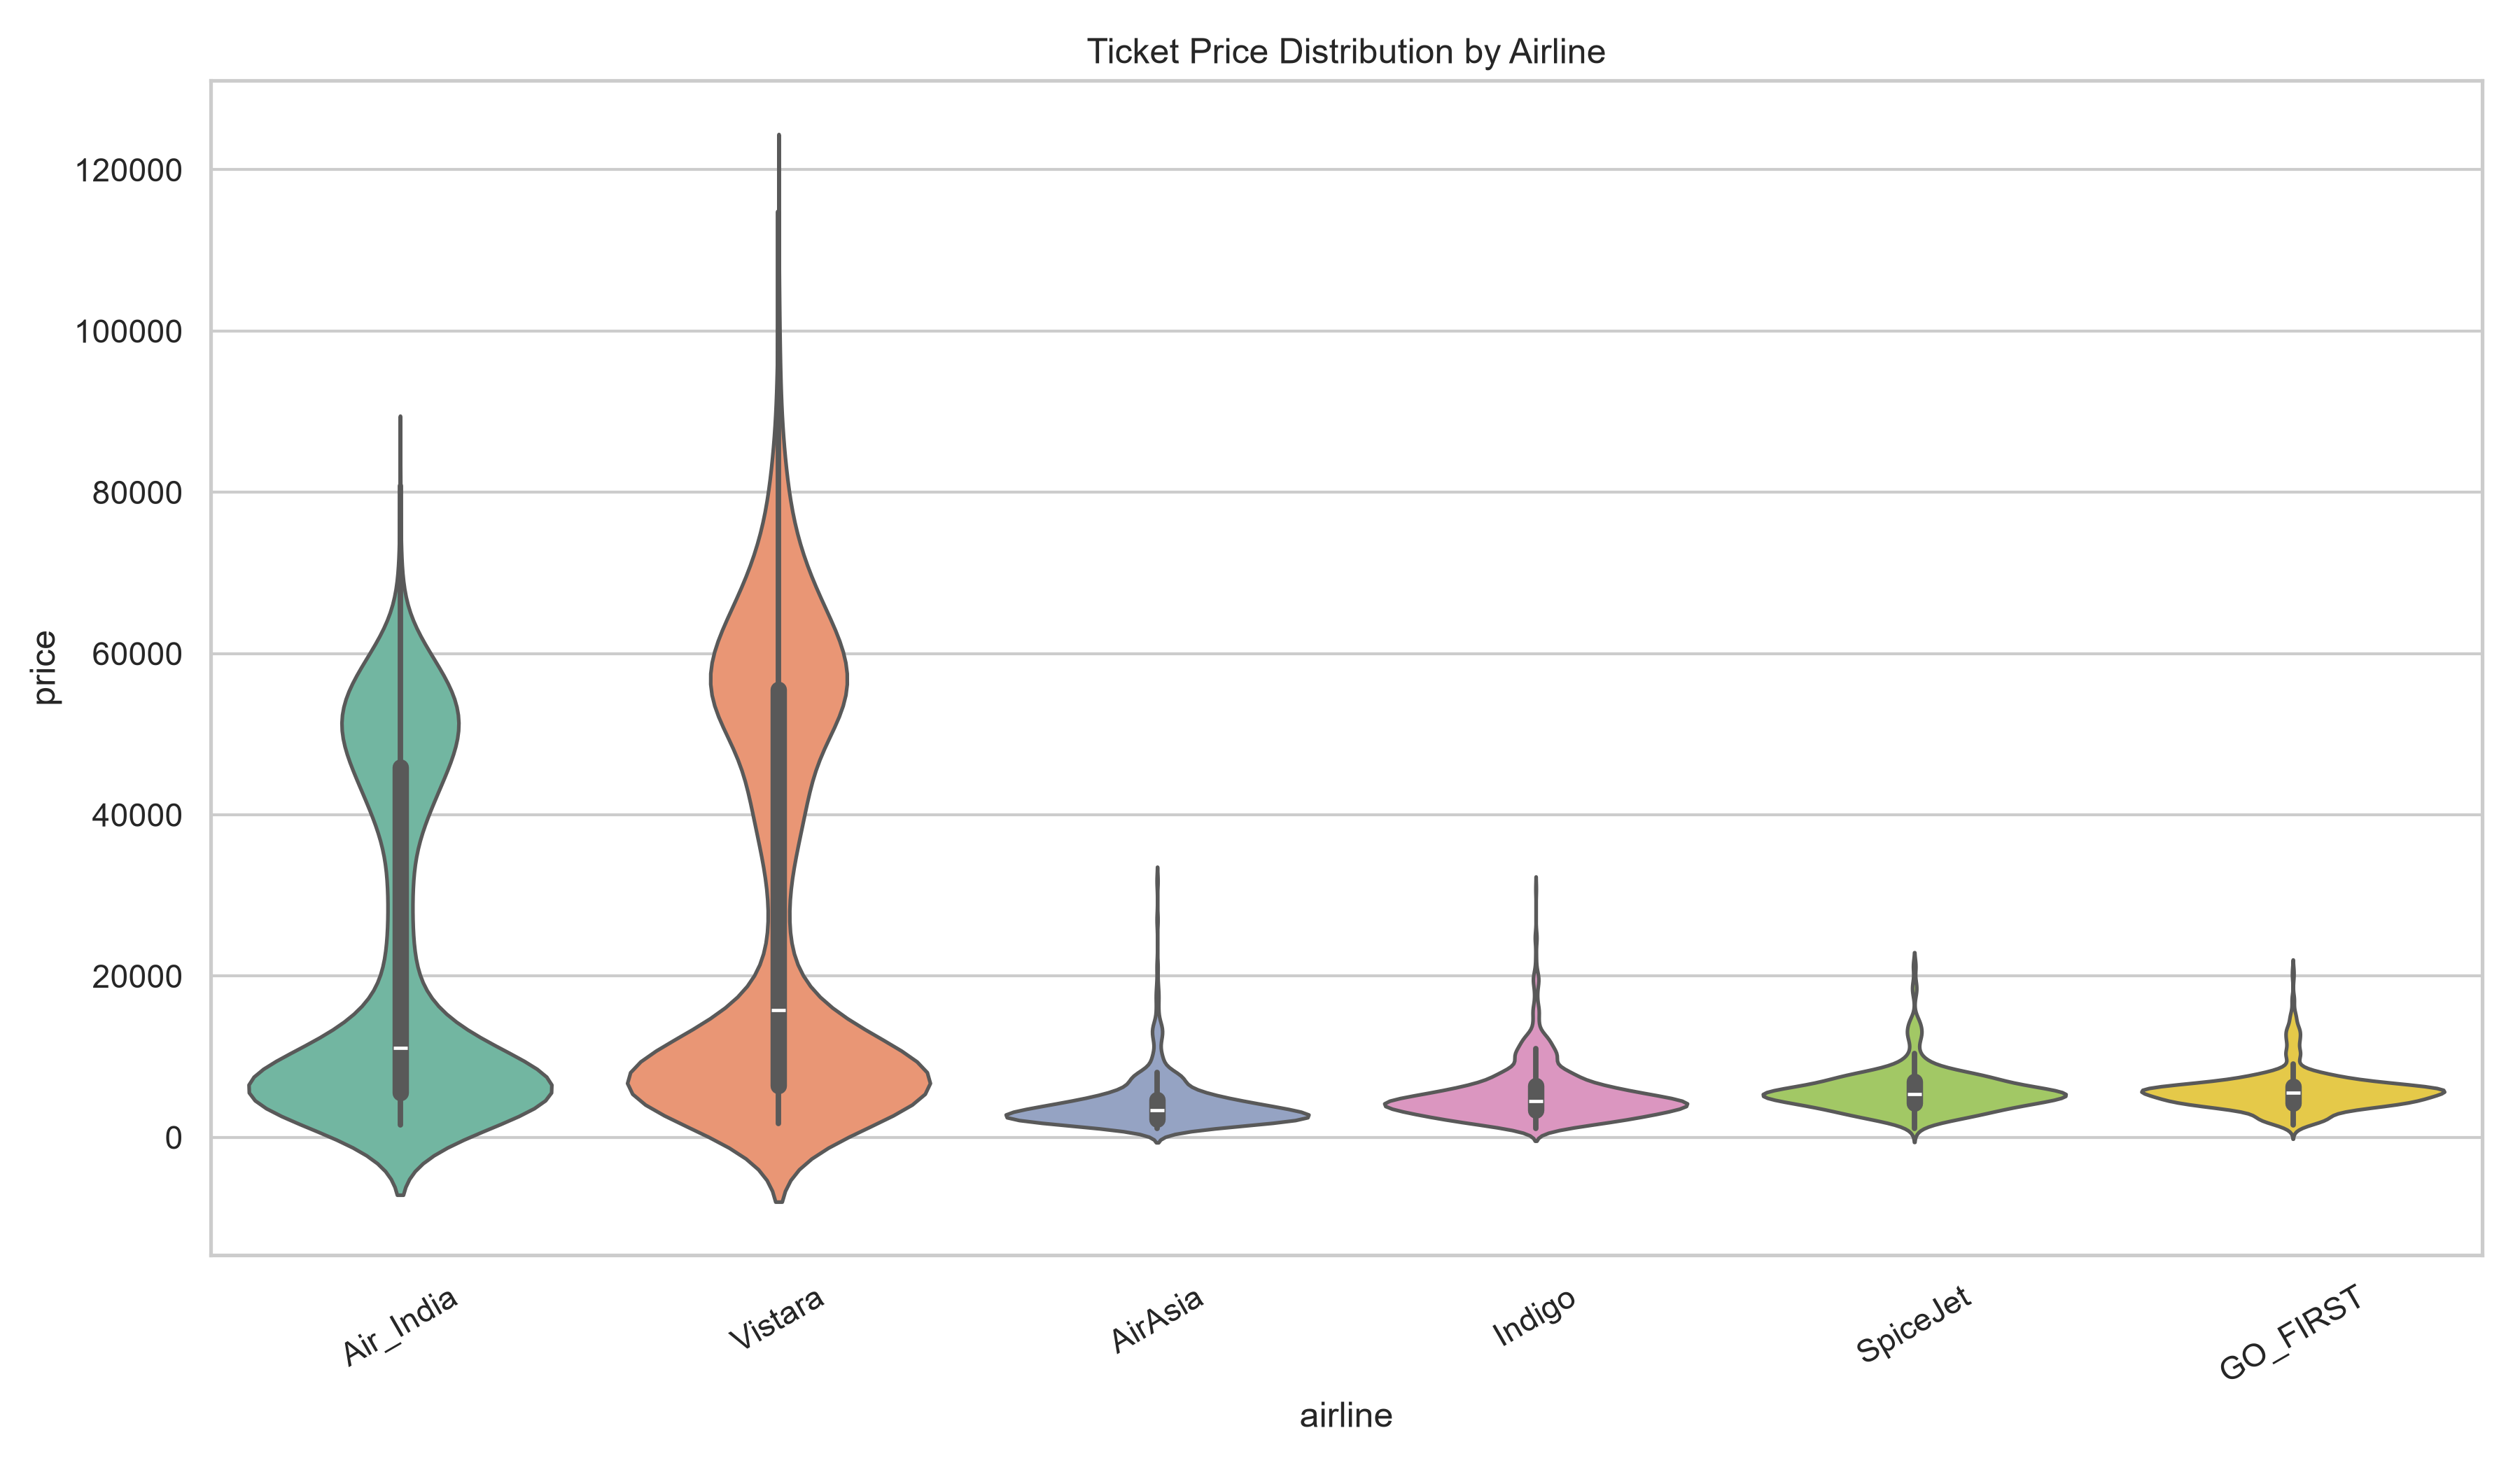 Ticket Price Distribution by Airline
120000
100000
80000
60000
40000
20000
0
price
Air_India
Vistara
AirAsia
Indigo
SpiceJet
GO_FIRST
airline